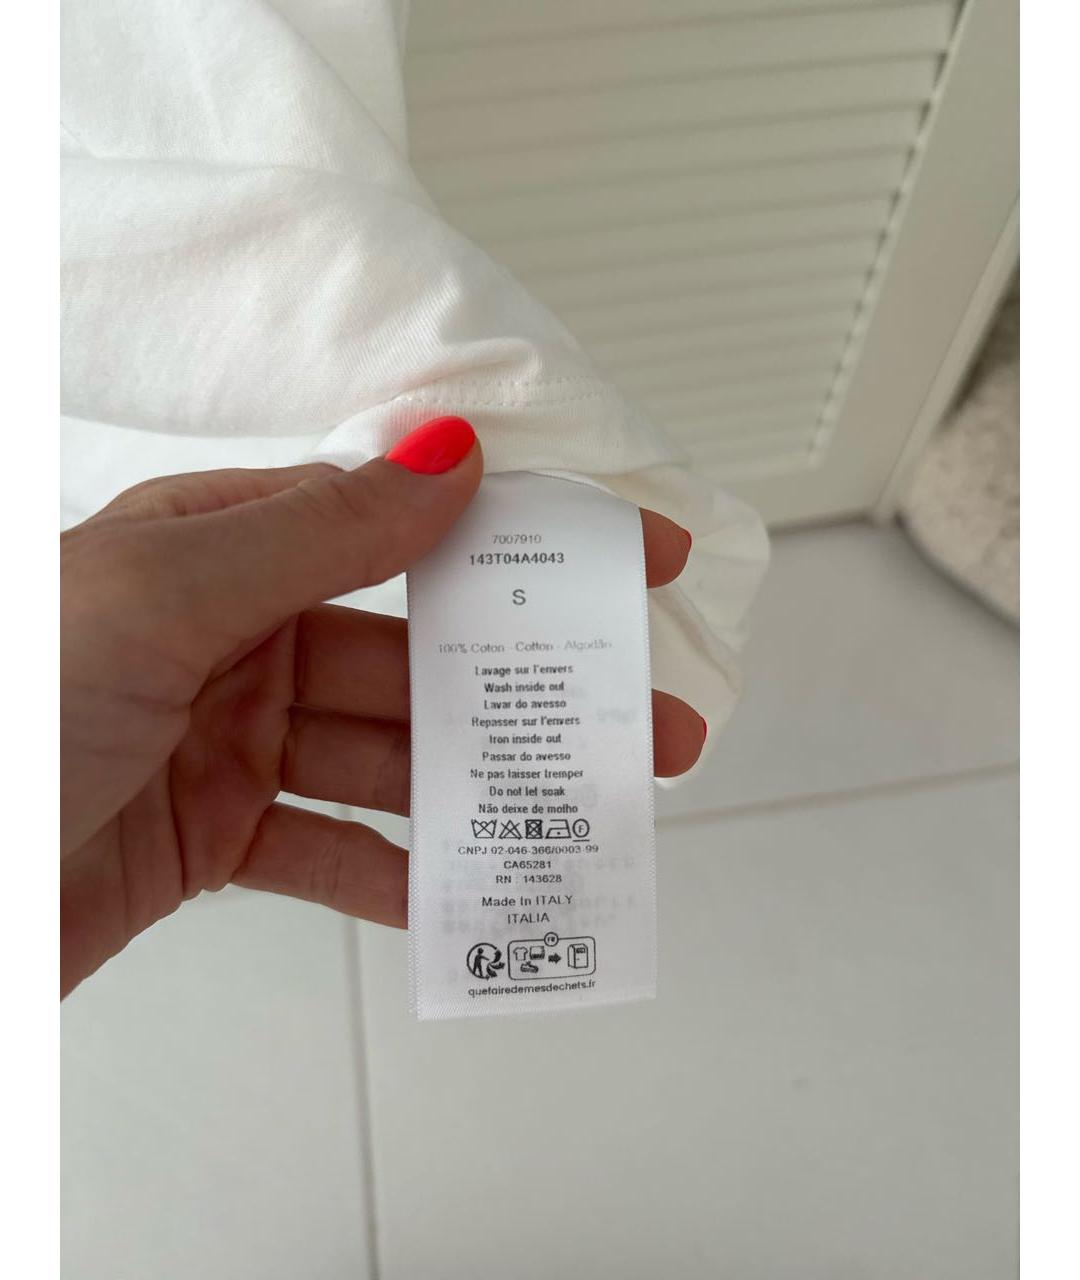 7007910
143T04A4043
S
100% Coton - Cotton - Algodão
Lavage sur l'envers
Wash inside out
Lavar do avesso
Repasser sur l'envers
Iron inside out
Passar do avesso
Ne pas laisser tremper
Do not let soak
Não deixe de molho
F
CNPJ 02-046-366/0003-99
CA65281
RN : 143628
Made In ITALY
ITALIA
FR
quefairedemesdechets.fr